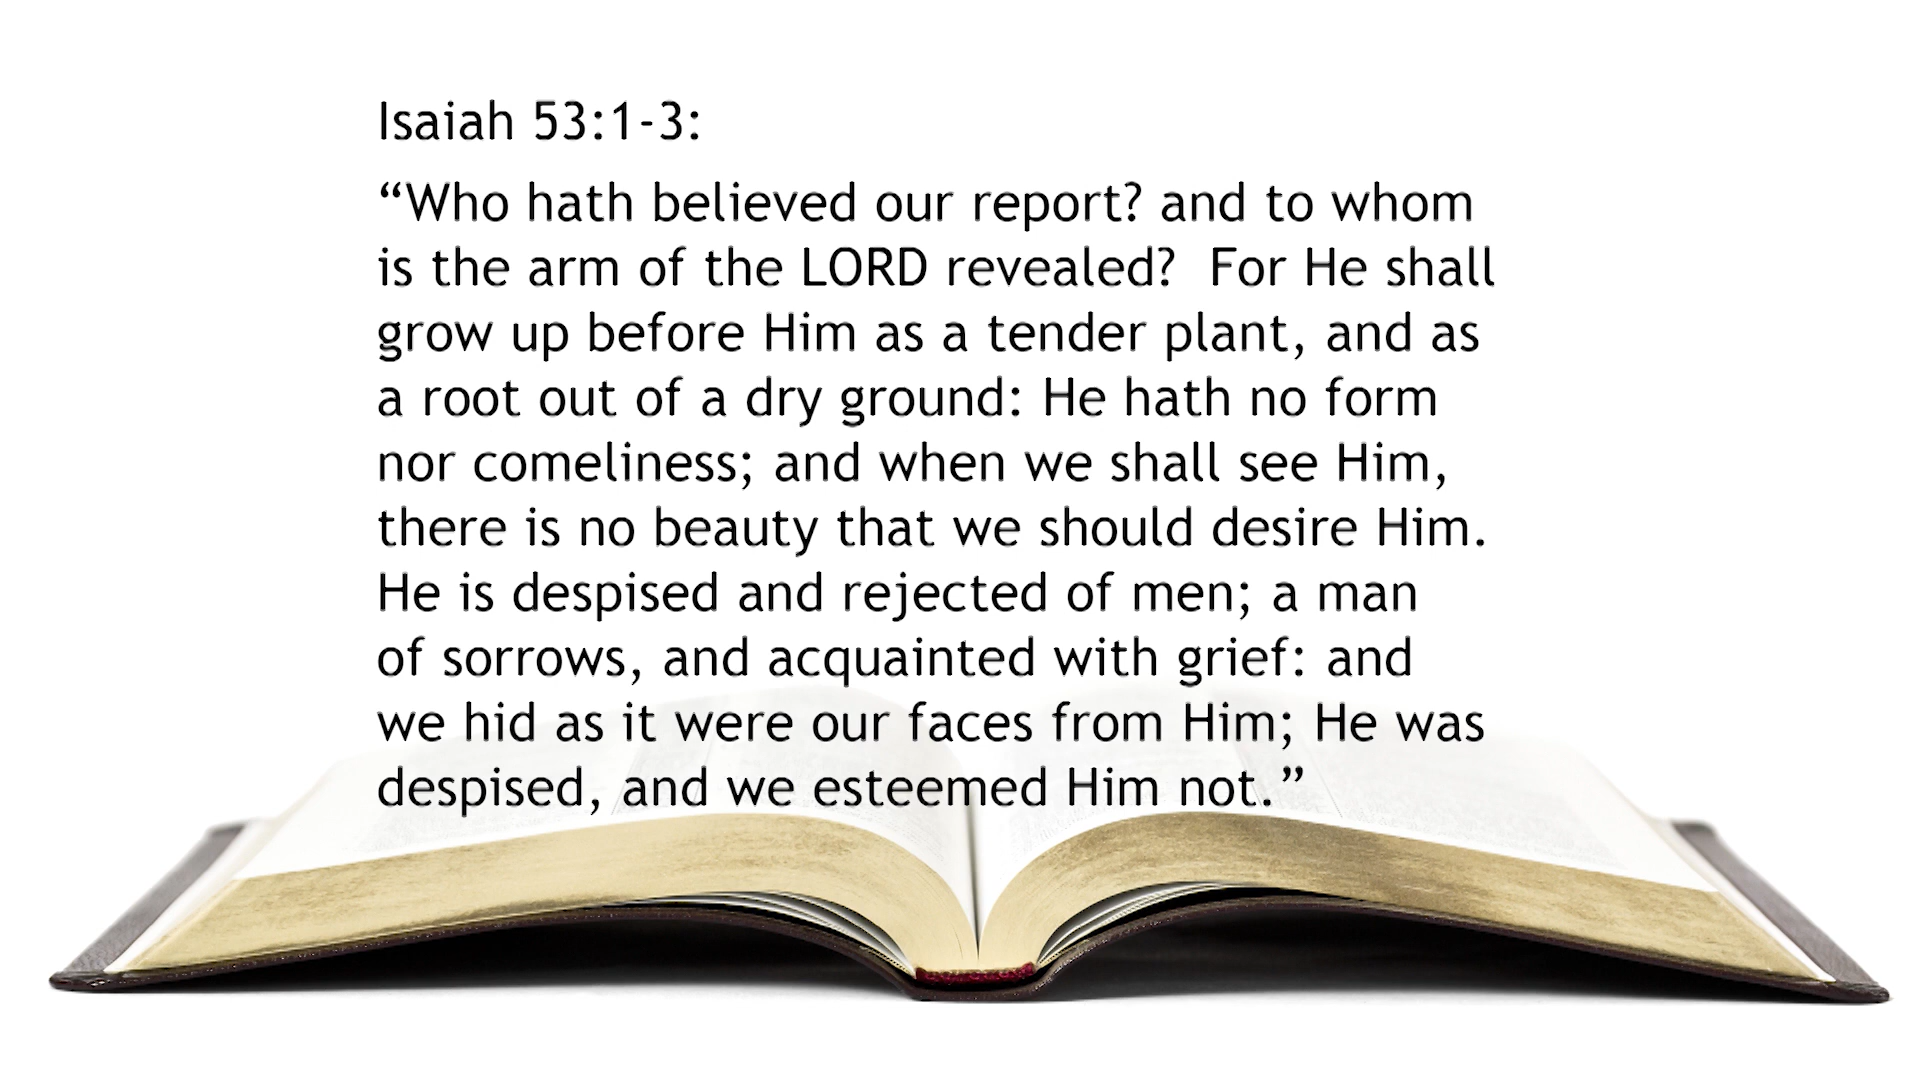 Isaiah 53:1-3:
“Who hath believed our report? and to whom
is the arm of the LORD revealed?  For He shall
grow up before Him as a tender plant, and as
a root out of a dry ground: He hath no form
nor comeliness; and when we shall see Him,
there is no beauty that we should desire Him.
He is despised and rejected of men; a man
of sorrows, and acquainted with grief: and
we hid as it were our faces from Him; He was
despised, and we esteemed Him not.”